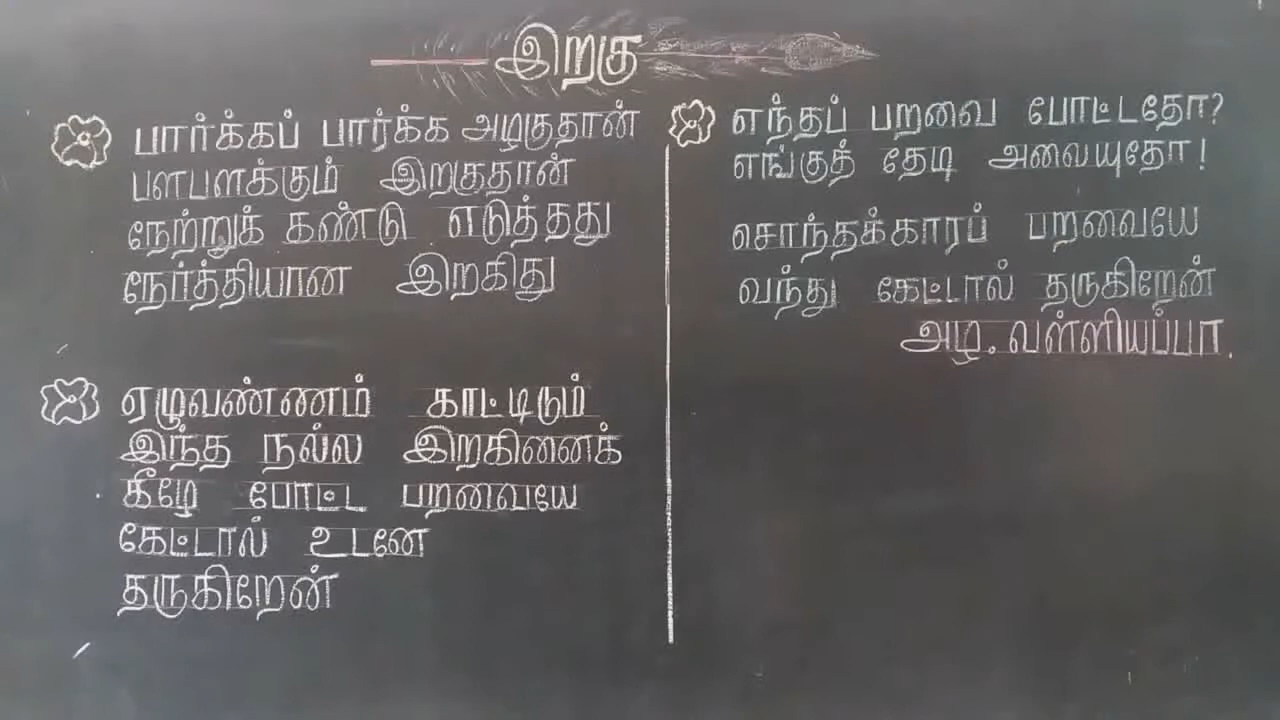 இறகு
பார்க்கப் பார்க்க அழகுதான்
பளபளக்கும் இறகுதான்
நேற்றுக் கண்டு எடுத்தது
நேர்த்தியான இறகிது
ஏழுவண்ணம் காட்டிடும்
இந்த நல்ல இறகினைக்
கீழே போட்ட பறவையே
கேட்டால் உடனே
தருகிறேன்
எந்தப் பறவை போட்டதோ?
எங்குத் தேடி அலையுதோ!
சொந்தக்காரப் பறவையே
வந்து கேட்டால் தருகிறேன்
அழ. வள்ளியப்பா.